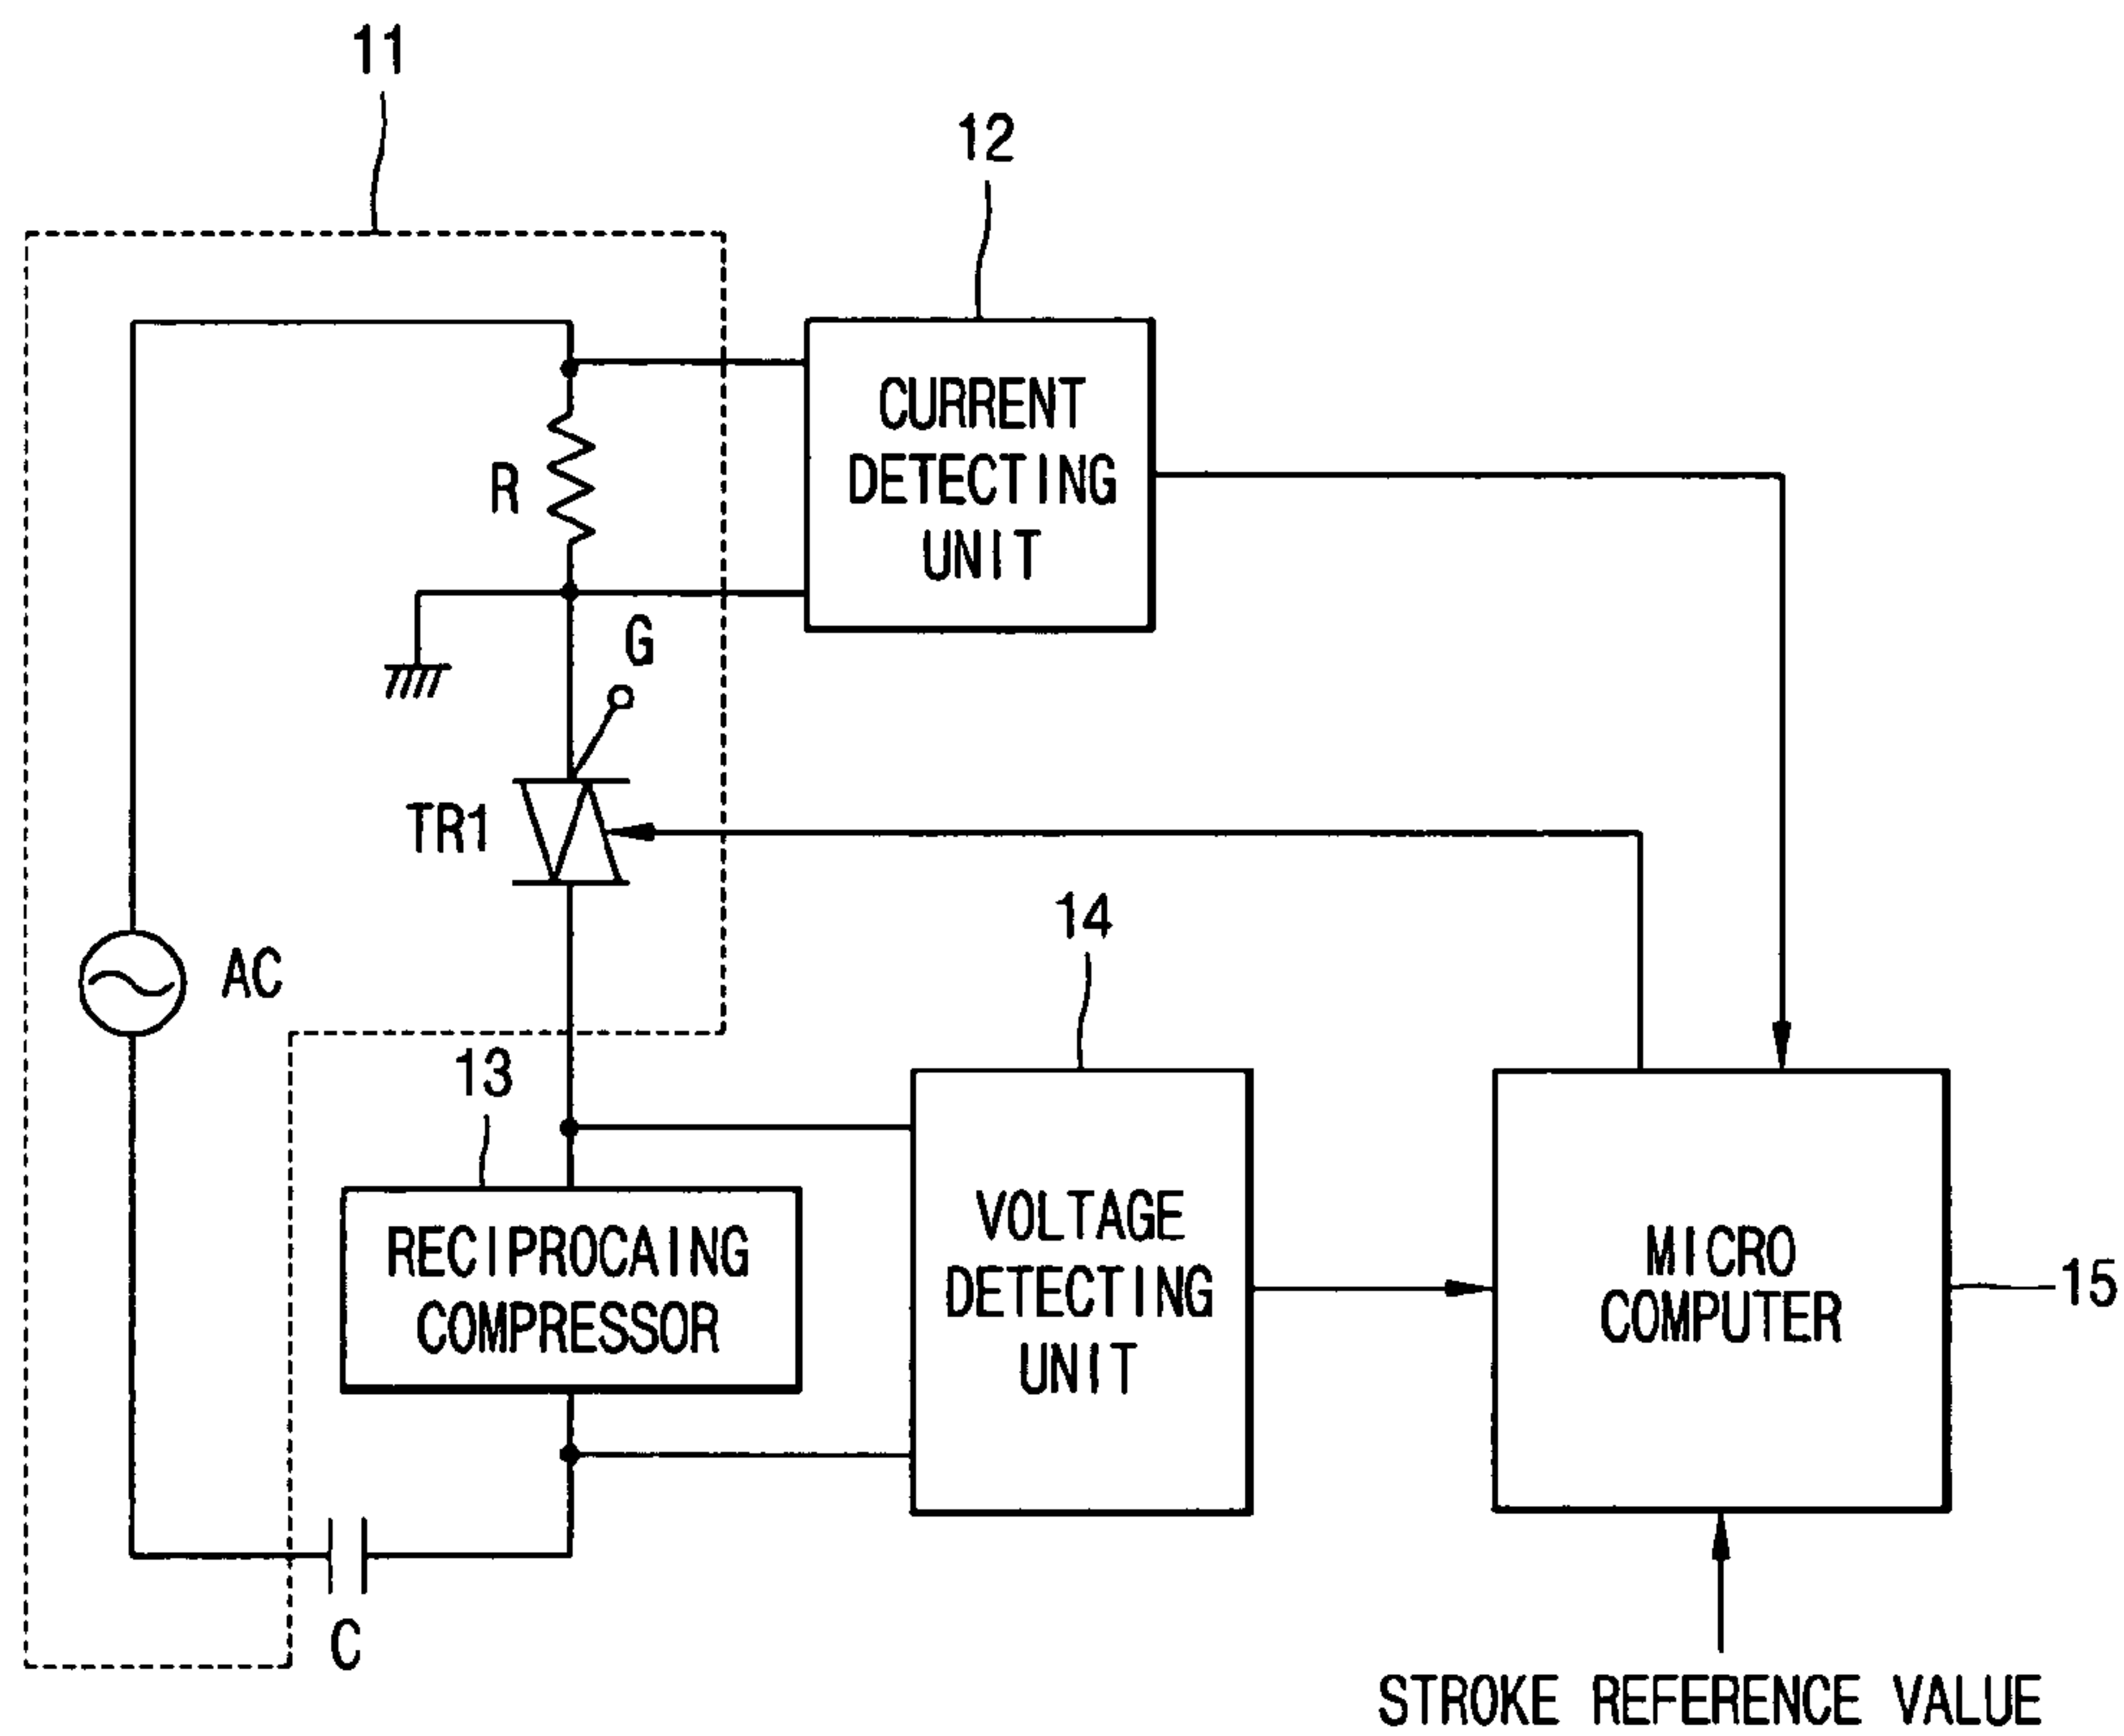 11
12
CURRENT
DETECTING
UNIT
R
G
TR1
AC
14
13
RECIPROCAING
COMPRESSOR
VOLTAGE
DETECTING
UNIT
MICRO
COMPUTER
15
C
STROKE REFERENCE VALUE